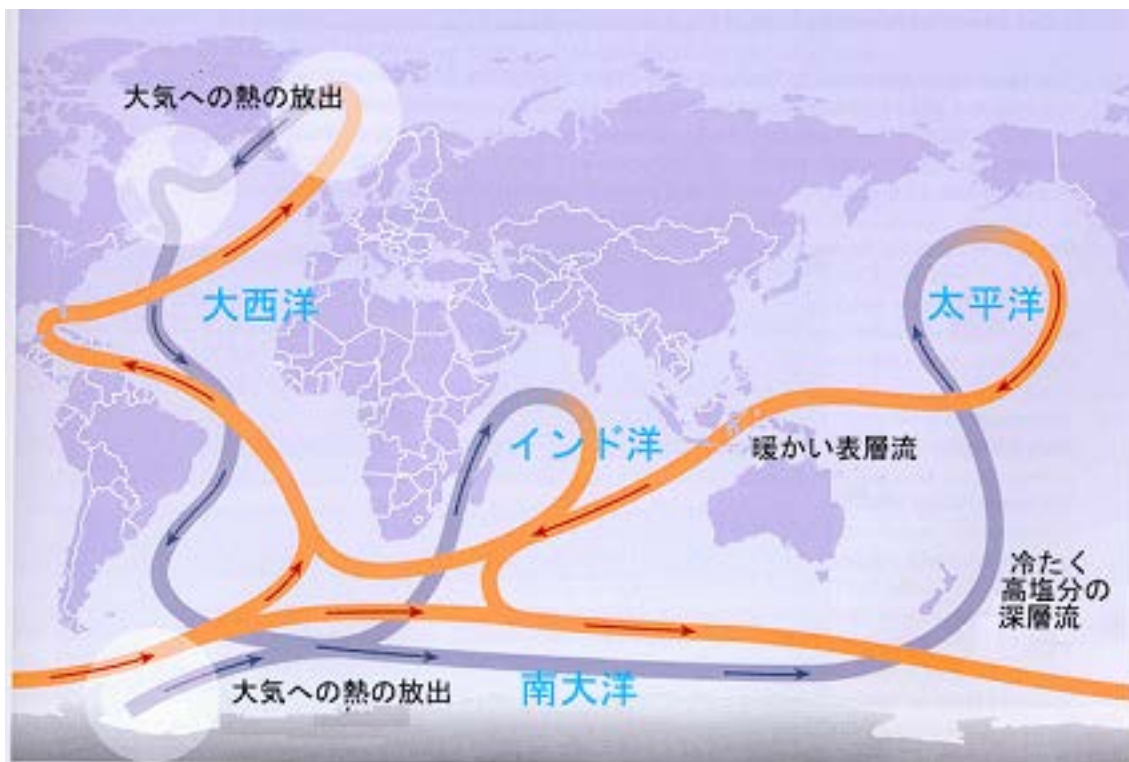 大気への熱の放出
大西洋
太平洋
インド洋
暖かい表層流
冷たく
高塩分の
深層流
大気への熱の放出
南大洋